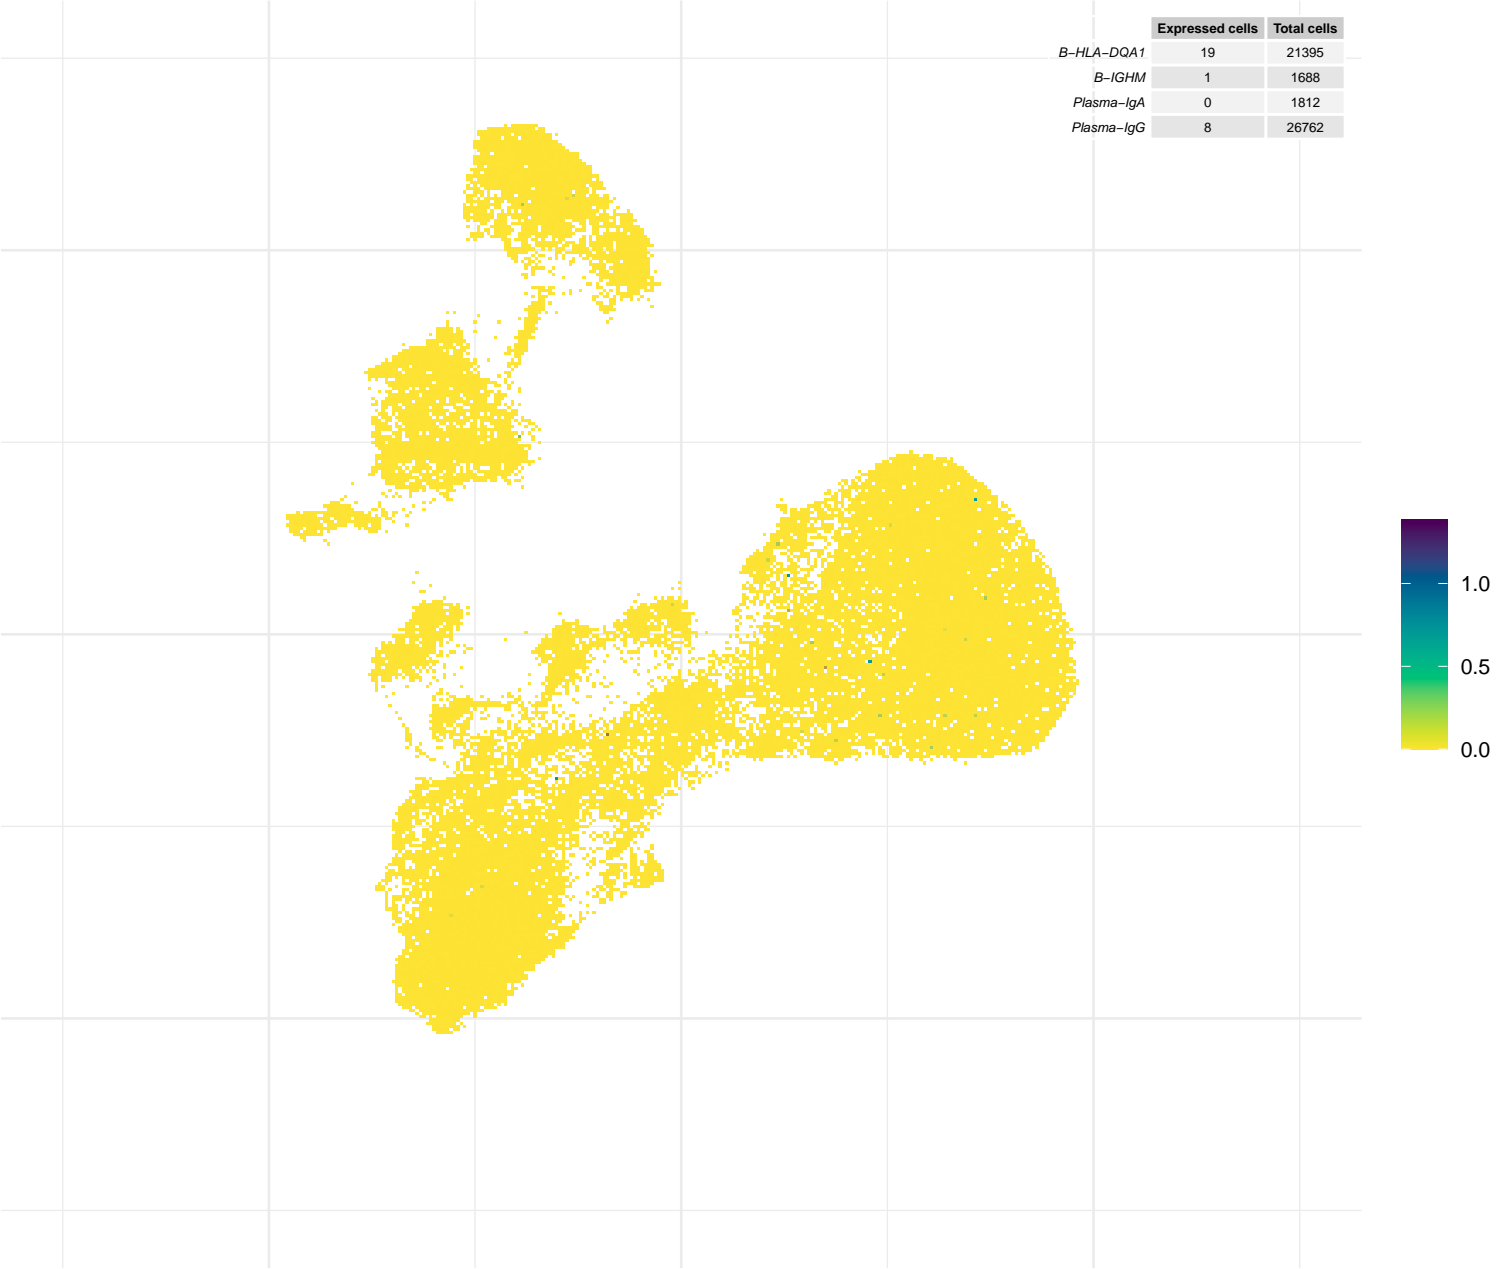 Expressed cells Total cells
B−HLA−DQA1 19 21395
B−IGHM 1 1688
Plasma−IgA 0 1812
Plasma−IgG 8 26762
1.0
0.5
0.0